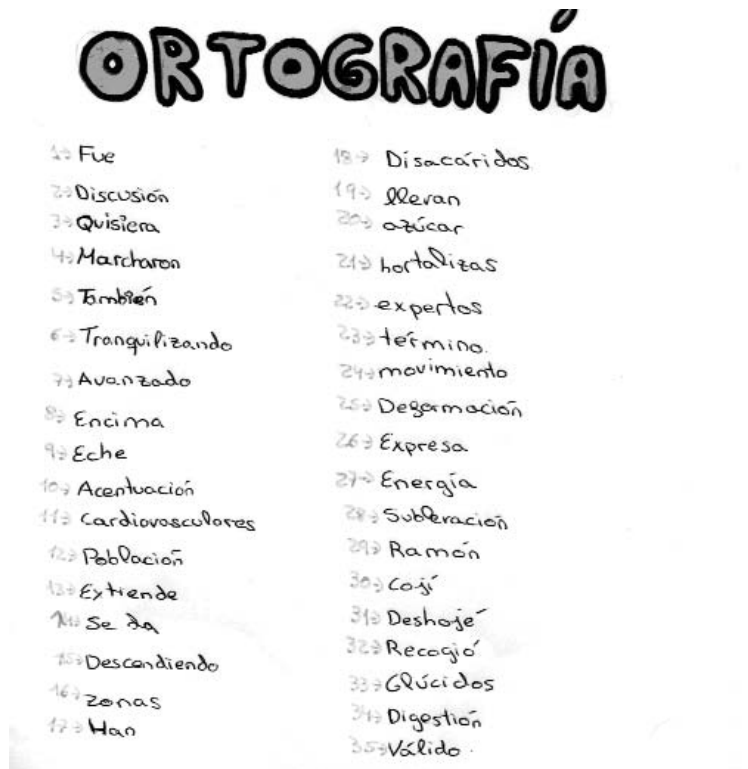 ORTOGRAFÍA
1→ Fue
2→ Discusión
3→ Quisiera
4→ Marcharon
5→ También
6→ Tranquilizando
7→ Avanzado
8→ Encima
9→ Eche
10→ Acentuación
11→ Cardiovasculares
12→ Población
13→ Extiende
14→ Se da
15→ Descendiendo
16→ zonas
17→ Han
18→ Disacáridos.
19→ llevan
20→ azúcar
21→ hortalizas
22→ expertos
23→ término.
24→ movimiento
25→ Degormación
26→ Expresa
27→ Energía
28→ Subleración
29→ Ramón
30→ Cojí
31→ Deshojé
32→ Recogió
33→ Glúcidos
34→ Digestión
35→ Válido.